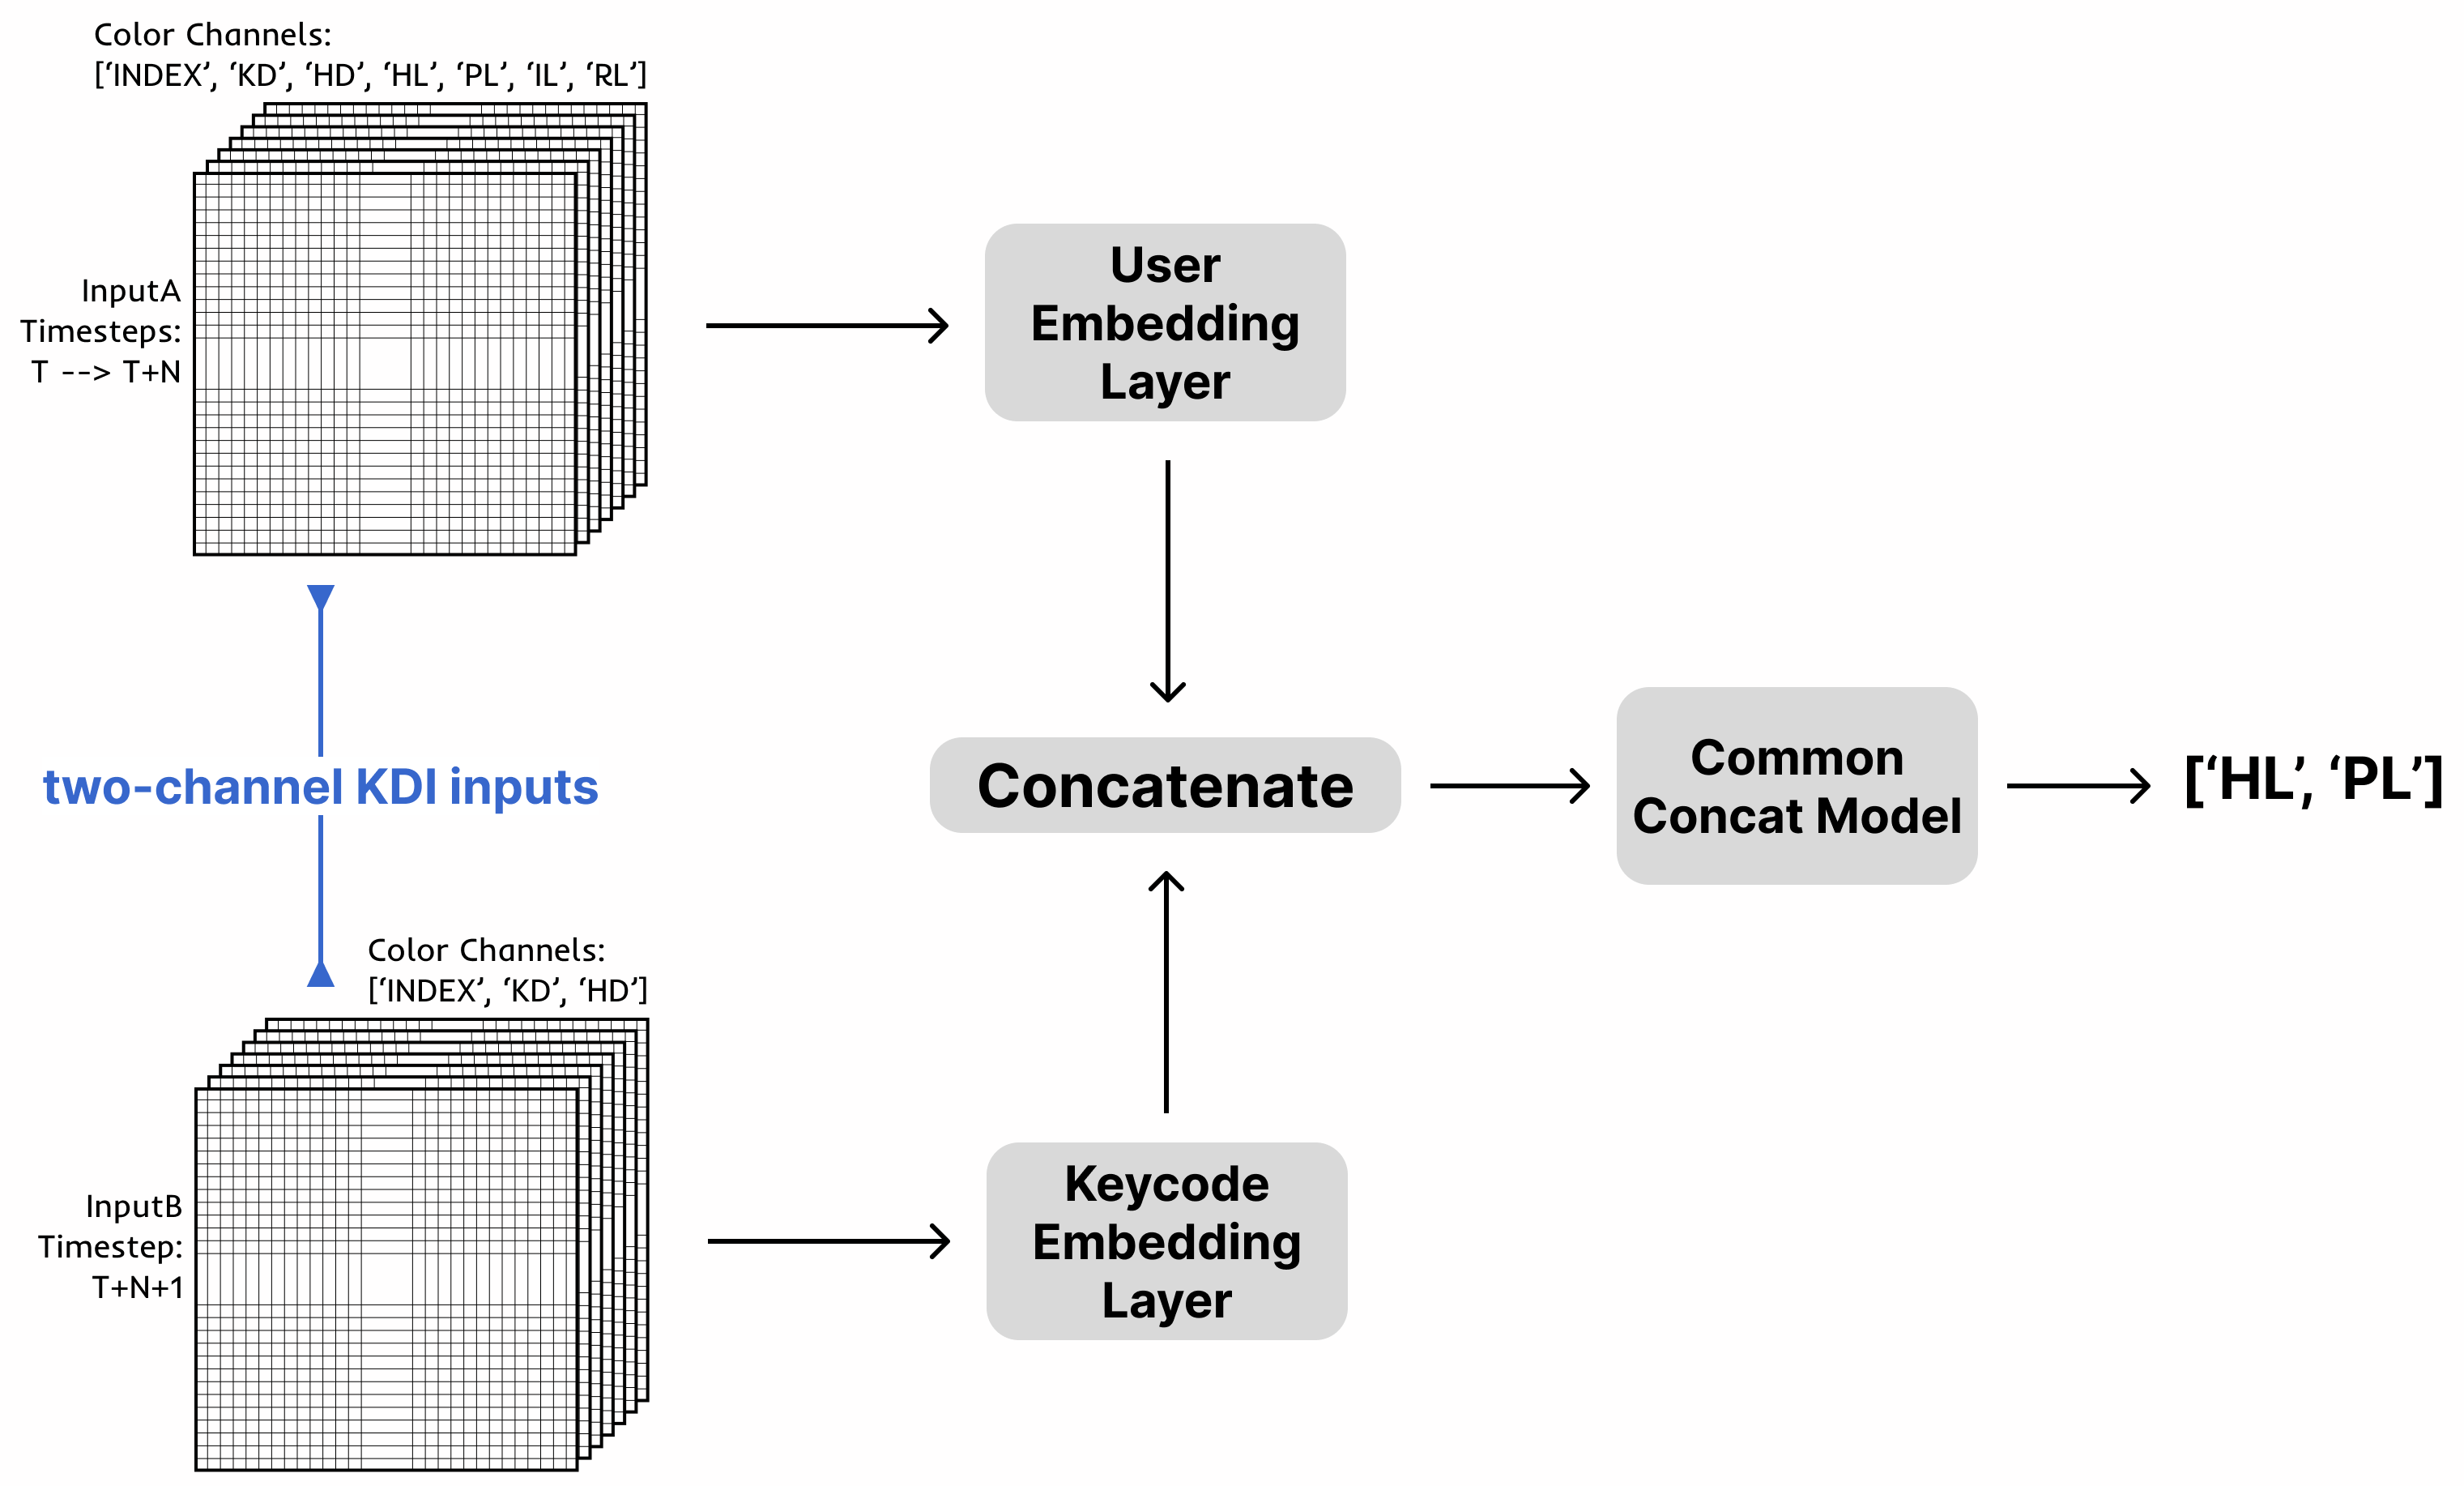 Color Channels:
[‘INDEX’, ‘KD’, ‘HD’, ‘HL’, ‘PL’, ‘IL’, ‘RL’]
InputA
Timesteps:
T --> T+N
User
Embedding
Layer
two-channel KDI inputs
Concatenate
Common
Concat Model
[‘HL’, ‘PL’]
Color Channels:
[‘INDEX’, ‘KD’, ‘HD’]
InputB
Timestep:
T+N+1
Keycode
Embedding
Layer